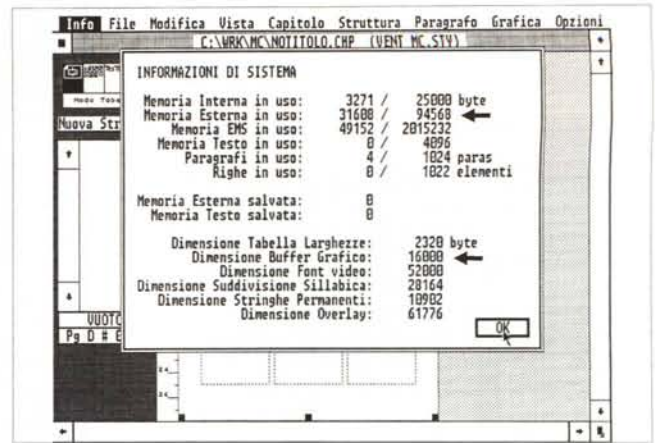 Info File Modifica Vista Capitolo Struttura Paragrafo Grafica Opzioni
C:\WRK\MC\NOTITOLO.CHP (VENT MC.STY)
INFORMAZIONI DI SISTEMA
Memoria Interna in uso: 3271 / 25000 byte
Memoria Esterna in uso: 31608 / 94568
Memoria EMS in uso: 49152 / 2015232
Memoria Testo in uso: 0 / 4096
Paragrafi in uso: 4 / 1024 paras
Righe in uso: 0 / 1022 elementi
Memoria Esterna salvata: 0
Memoria Testo salvata: 0
Dimensione Tabella Larghezze: 2320 byte
Dimensione Buffer Grafico: 16000
Dimensione Font video: 52000
Dimensione Suddivisione Sillabica: 28164
Dimensione Stringhe Permanenti: 10902
Dimensione Overlay: 61776
OK
Modo Tabe
Nuova Str
VUOTO
Pg D # E
24
26